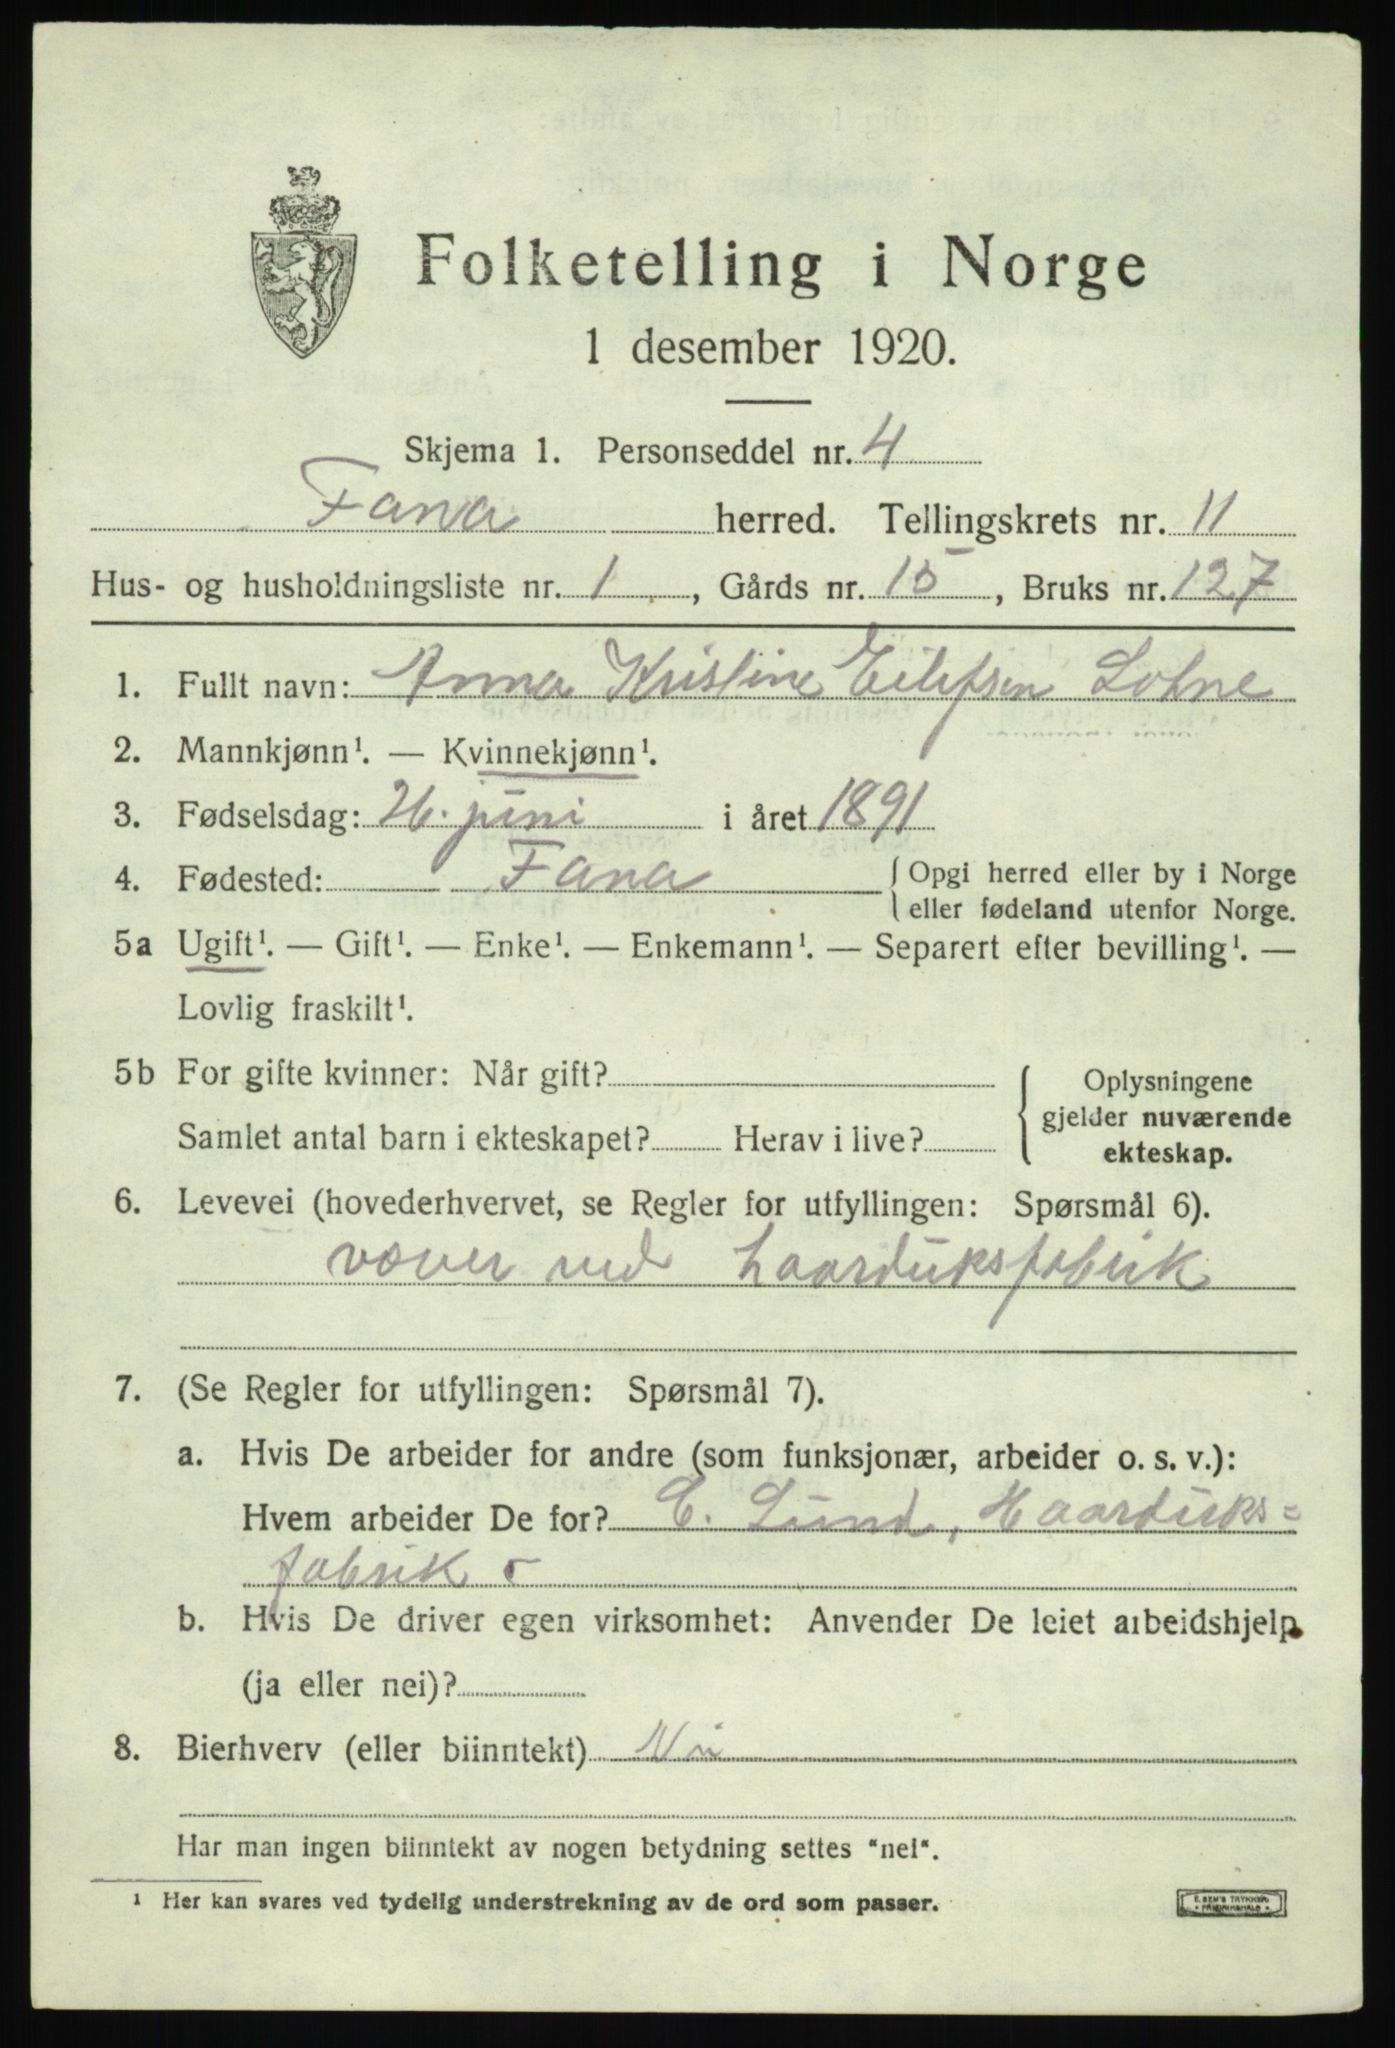 Folketelling i Norge
1 desember 1920.
Skjema 1. Personseddel nr. 4
Fana herred. Tellingskrets nr. 11
Hus- og husholdningsliste nr. 1, Gårds nr. 15, Bruks nr. 127
1. Fullt navn: Anna Kristine Eilefsen Lohne
2. Mannkjønn¹. — Kvinnekjønn¹.
3. Fødselsdag: 26. juni i året 1891
4. Fødested: Fana { Opgi herred eller by i Norge
eller fødeland utenfor Norge.
5a Ugift¹. — Gift¹. — Enke¹. — Enkemann¹. — Separert efter bevilling¹. —
Lovlig fraskilt¹.
5b For gifte kvinner: Når gift?
Samlet antal barn i ekteskapet? Herav i live?
{ Oplysningene
gjelder nuværende
ekteskap.
6. Levevei (hovederhvervet, se Regler for utfyllingen: Spørsmål 6).
væver ved Haarduksfabrik
7. (Se Regler for utfyllingen: Spørsmål 7).
a. Hvis De arbeider for andre (som funksjonær, arbeider o. s. v.):
Hvem arbeider De for? C. Lund, Haarduks=
fabrik
b. Hvis De driver egen virksomhet: Anvender De leiet arbeidshjelp
(ja eller nei)?
8. Bierhverv (eller biinntekt) Nei
Har man ingen biinntekt av nogen betydning settes "nei".
¹ Her kan svares ved tydelig understrekning av de ord som passer.
E. SEM'S TRYKKERI
FREDRIKSHALD